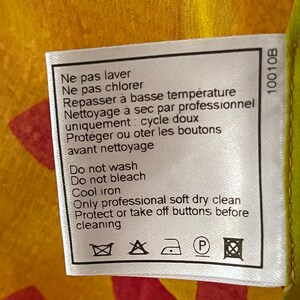 Ne pas laver
Ne pas chlorer
Repasser à basse température
Nettoyage à sec par professionnel
uniquement : cycle doux
Proteger ou oter les boutons
avant nettoyage
Do not wash
Do not bleach
Cool iron
Only professional soft dry clean
Protect or take off buttons before
cleaning
P
10010B